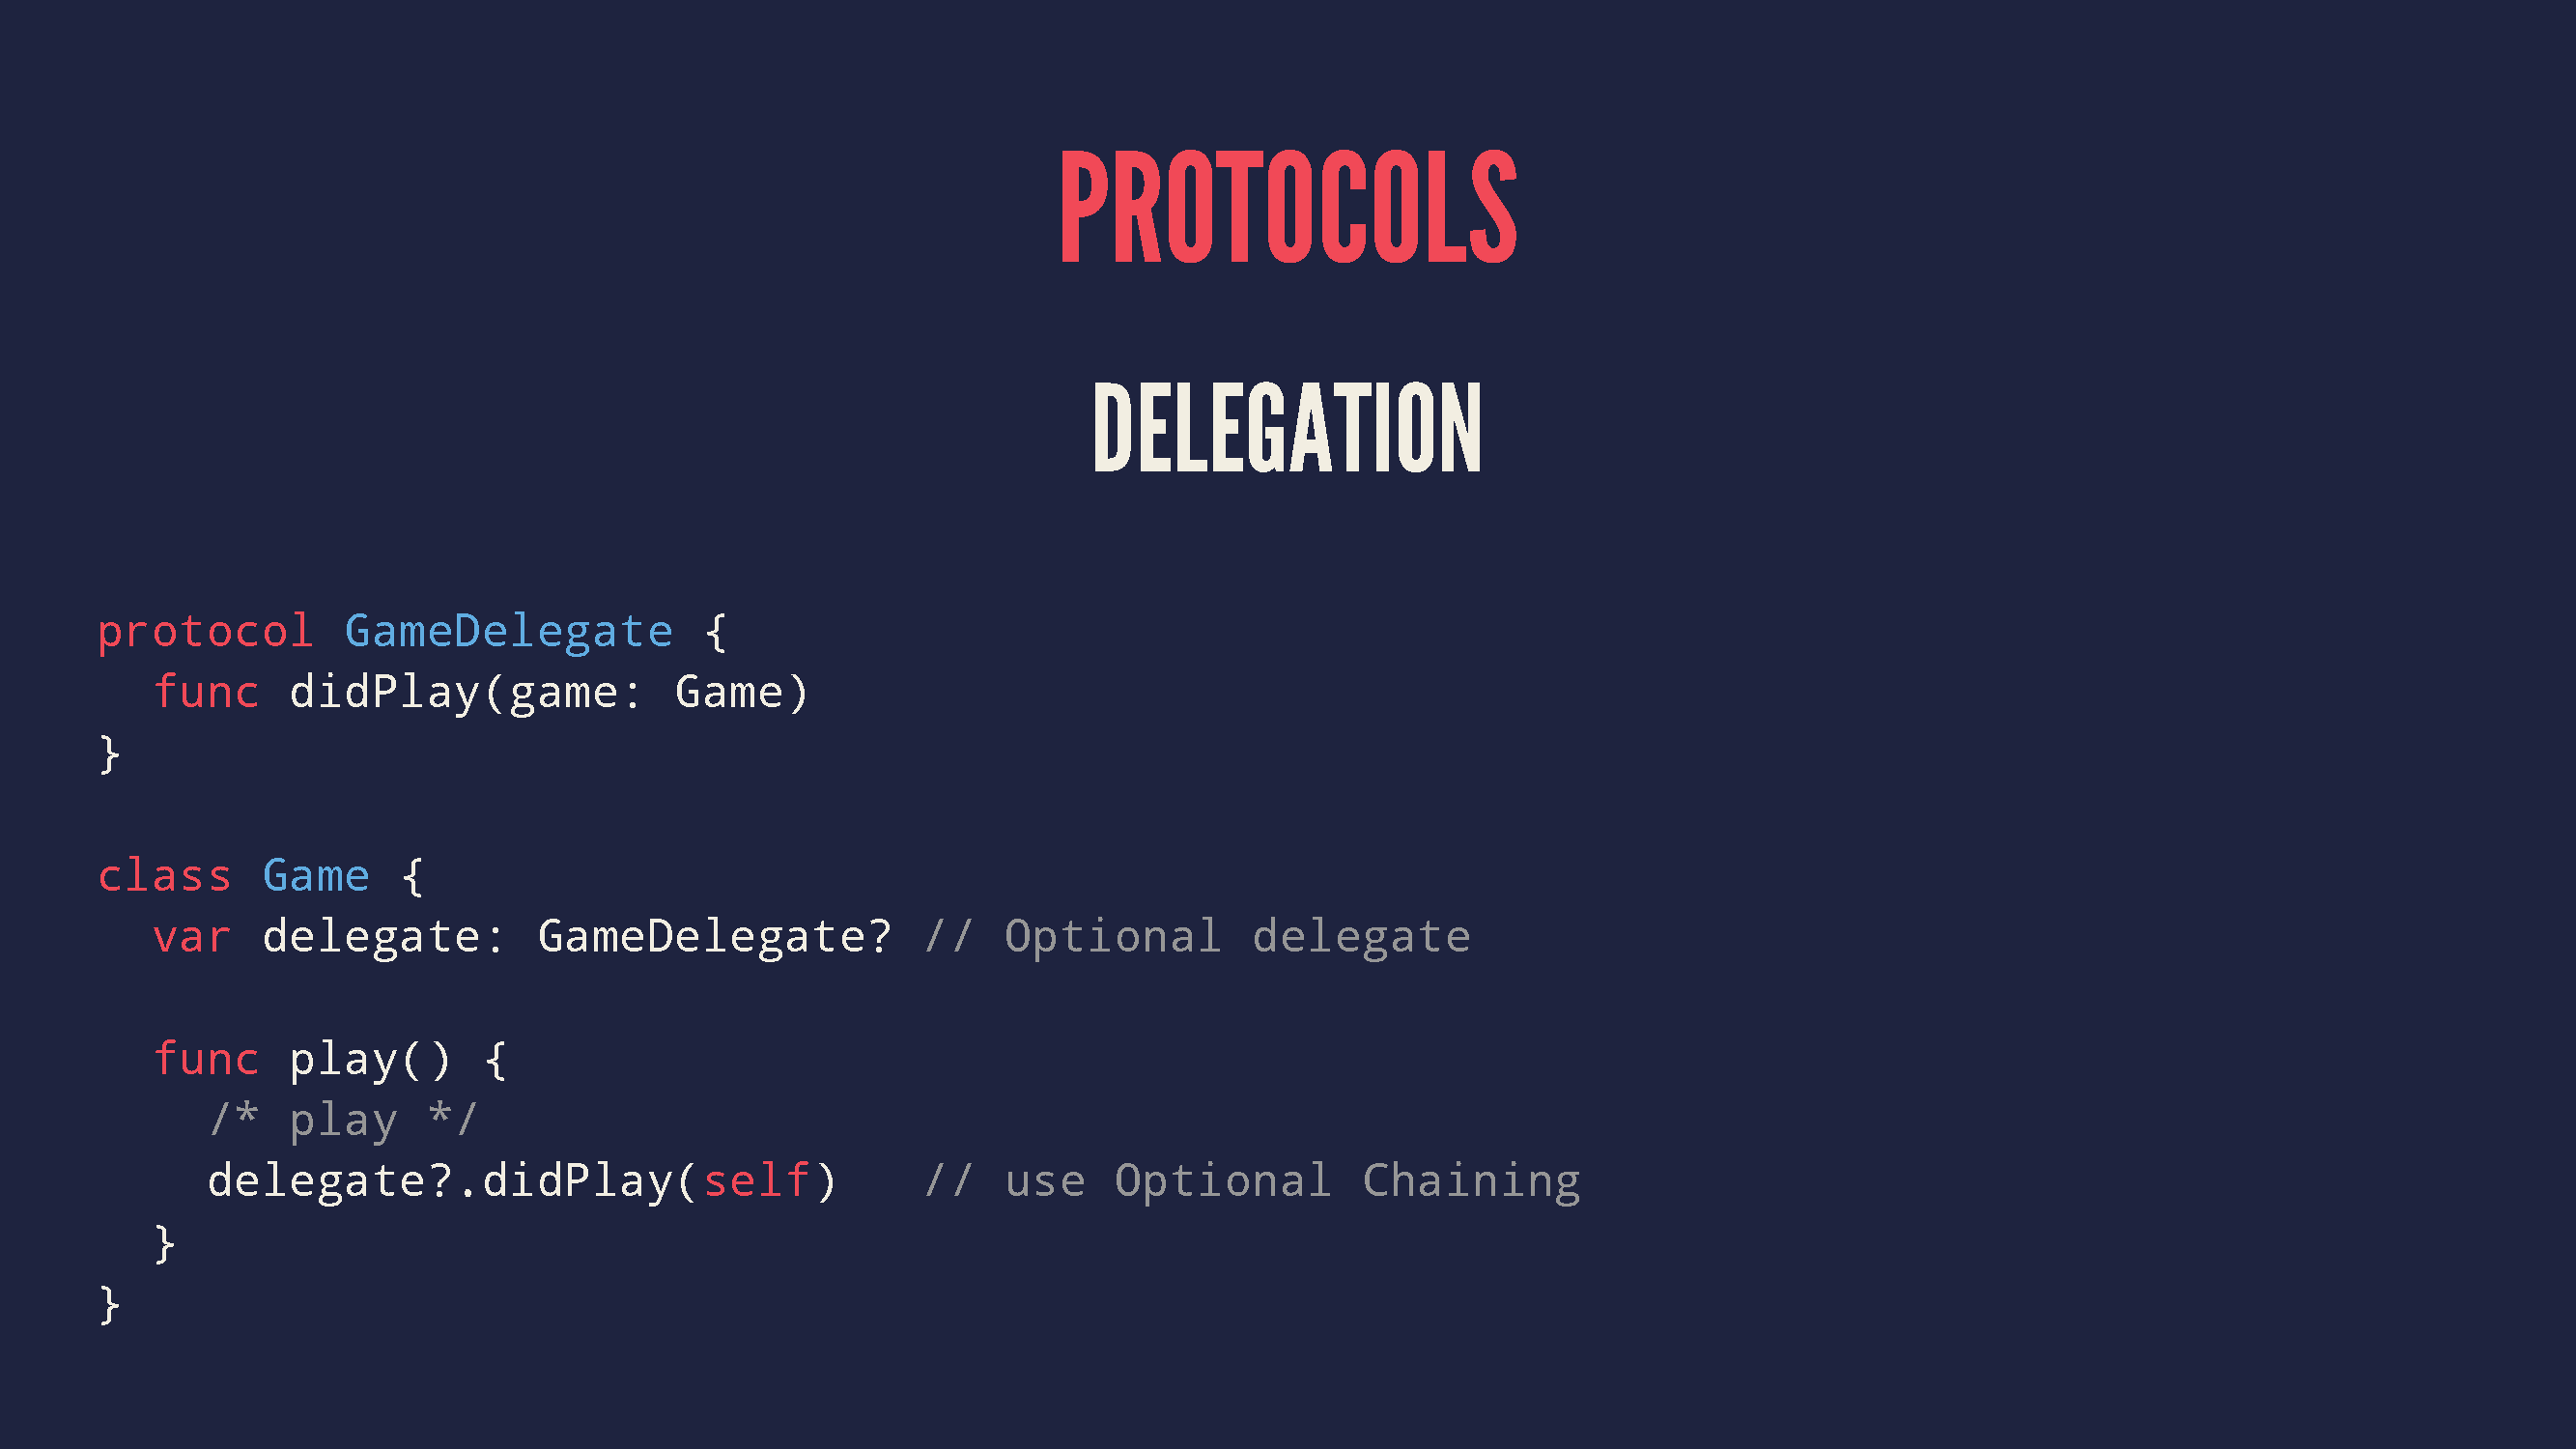 PROTOCOLS
DELEGATION
protocol GameDelegate {
  func didPlay(game: Game)
}
class Game {
  var delegate: GameDelegate? // Optional delegate
  func play() {
    /* play */
    delegate?.didPlay(self)   // use Optional Chaining
  }
}